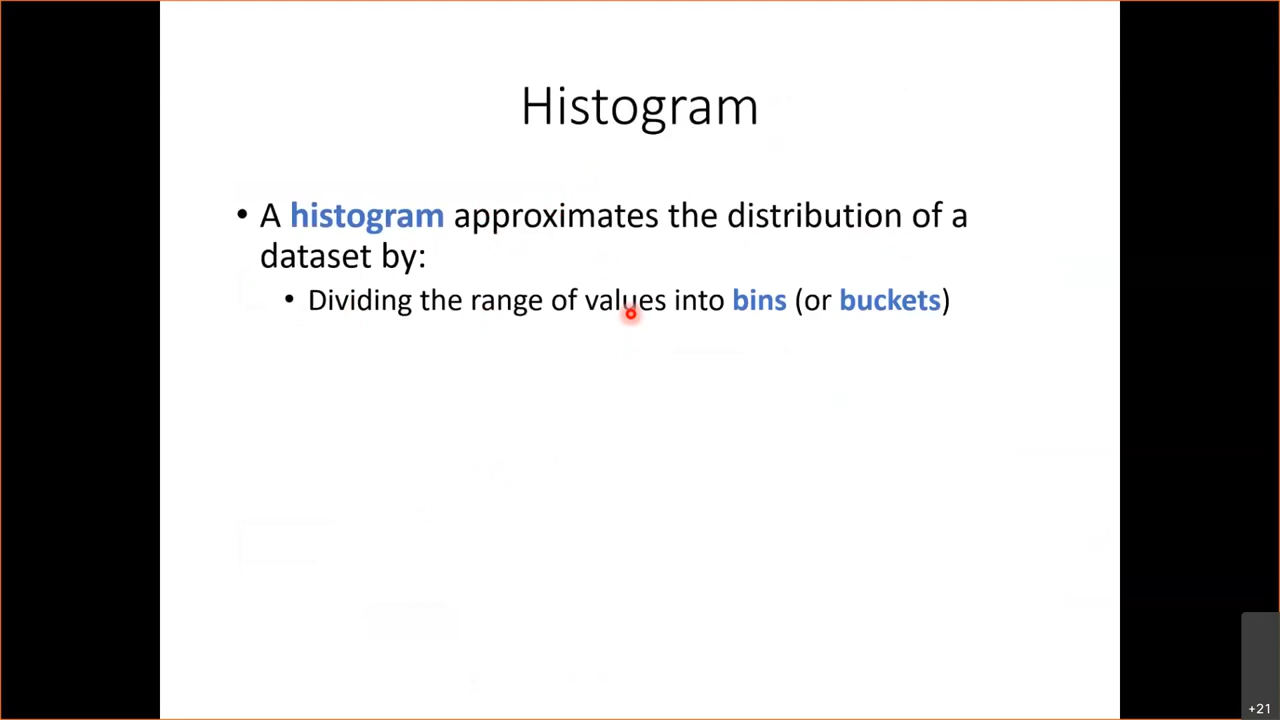 Histogram
• A histogram approximates the distribution of a
dataset by:
• Dividing the range of values into bins (or buckets)
+21